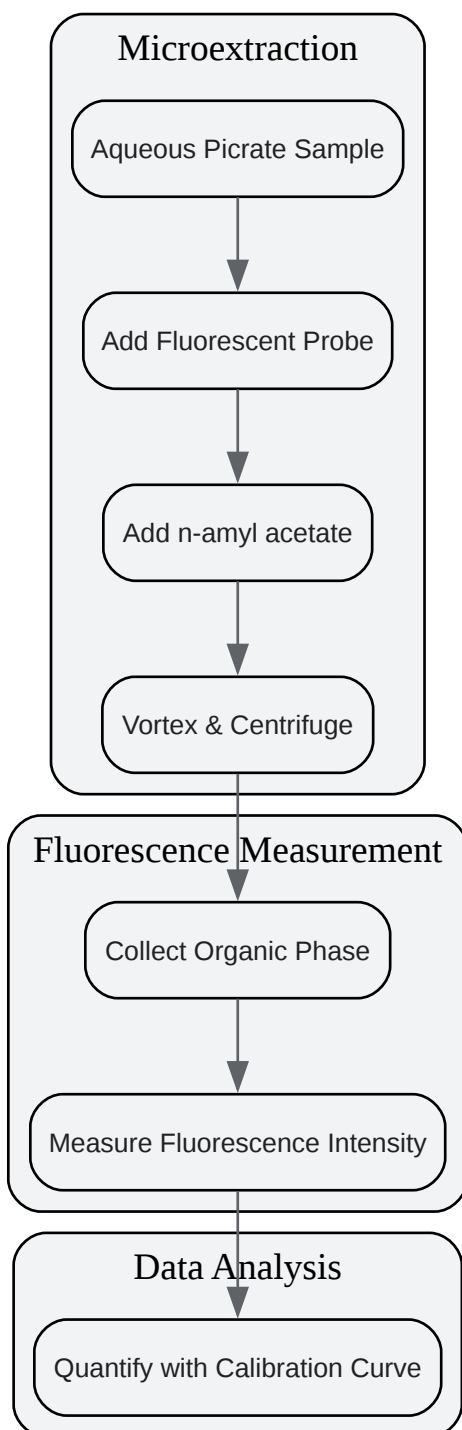 Microextraction
Aqueous Picrate Sample
Add Fluorescent Probe
Add n-amyl acetate
Vortex & Centrifuge
Fluorescence Measurement
Collect Organic Phase
Measure Fluorescence Intensity
Data Analysis
Quantify with Calibration Curve